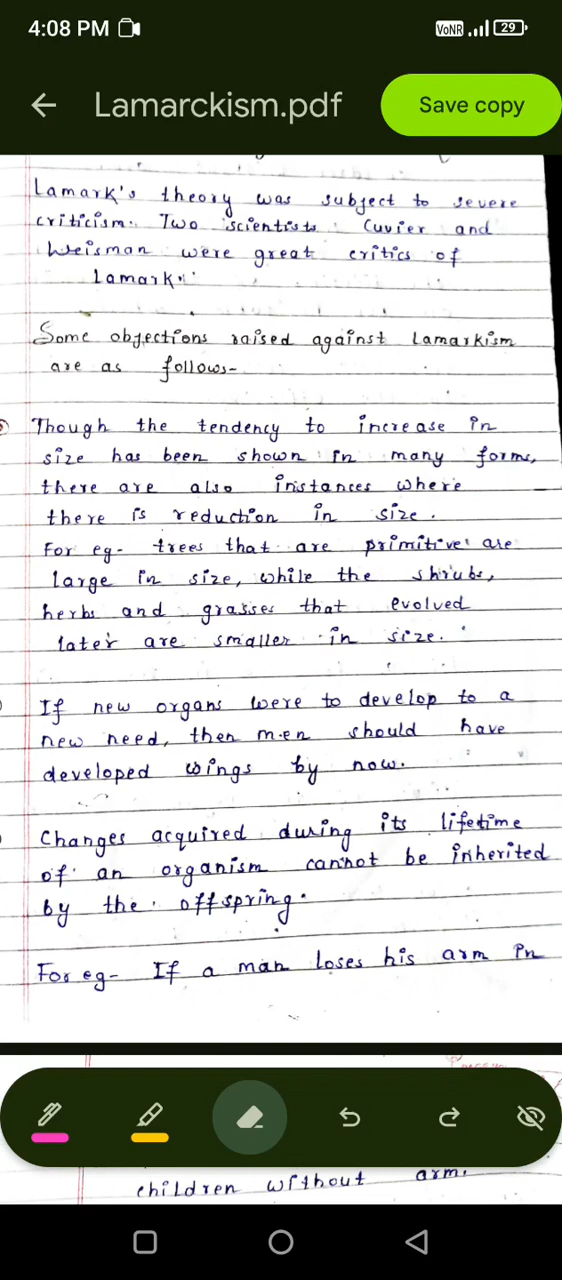 4:08 PM
VoNR 29
Lamarckism.pdf
Save copy
Lamark's theory was subject to severe
criticism. Two scientists Cuvier and
Weisman were great critics of
Lamark.
Some objections raised against Lamarkism
are as follows-
Though the tendency to increase in
size has been shown in many forms,
there are also instances where
there is reduction in size.
For eg- trees that are primitive are
large in size, while the shrubs,
herbs and grasses that evolved
later are smaller in size.
If new organs were to develop to a
new need, then men should have
developed wings by now.
Changes acquired during its lifetime
of an organism cannot be inherited
by the offspring.
For eg- If a man loses his arm in
children without arm.